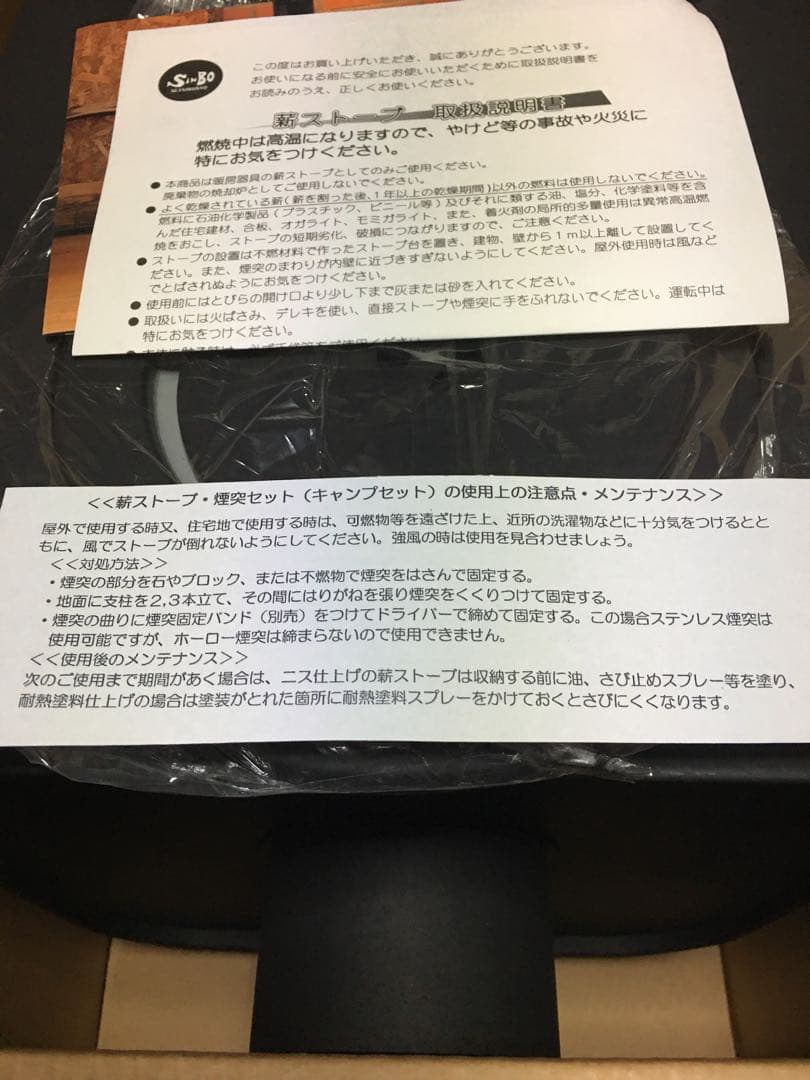 SINBO
この度はお買い上げいただき、誠にありがとうございます。
お使いになる前に安全にお使いいただくために取扱説明書を
お読みのうえ、正しくお使いください。
薪ストーブ 取扱説明書
燃焼中は高温になりますので、やけど等の事故や火災に
特にお気をつけください。
● 本商品は暖房器具の薪ストーブとしてのみご使用ください。
廃棄物の焼却炉としてご使用しないでください。
● よく乾燥されている薪(薪を割った後、1年以上の乾燥期間)以外の燃料は使用しないでください。
燃料に石油化学製品(プラスチック、ビニール等)及びそれに類する油、塩分、化学塗料等を含
んだ住宅建材、合板、オガライト、モミガライト、また、着火剤の局所的多量使用は異常高温燃
焼をおこし、ストーブの短期劣化、破損につながりますので、ご注意ください。
● ストーブの設置は不燃材料で作ったストーブ台を置き、建物、壁から1m以上離して設置してく
ださい。また、煙突のまわりが内壁に近づきすぎないようにしてください。屋外使用時は風など
でとばされぬようにお気をつけください。
● 使用前にはとびらの開け口より少し下まで灰または砂を入れてください。
● 取扱いには火ばさみ、デレキを使い、直接ストーブや煙突に手をふれないでください。運転中は
特にお気をつけください。
<<薪ストーブ・煙突セット(キャンプセット)の使用上の注意点・メンテナンス>>
屋外で使用する時又、住宅地で使用する時は、可燃物等を遠ざけた上、近所の洗濯物などに十分気をつけるとと
もに、風でストーブが倒れないようにしてください。強風の時は使用を見合わせましょう。
<<対処方法>>
・煙突の部分を石やブロック、または不燃物で煙突をはさんで固定する。
・地面に支柱を2,3本立て、その間にはりがねを張り煙突をくくりつけて固定する。
・煙突の曲りに煙突固定バンド(別売)をつけてドライバーで締めて固定する。この場合ステンレス煙突は
使用可能ですが、ホーロー煙突は締まらないので使用できません。
<<使用後のメンテナンス>>
次のご使用まで期間があく場合は、ニス仕上げの薪ストーブは収納する前に油、さび止めスプレー等を塗り、
耐熱塗料仕上げの場合は塗装がとれた箇所に耐熱塗料スプレーをかけておくとさびにくくなります。